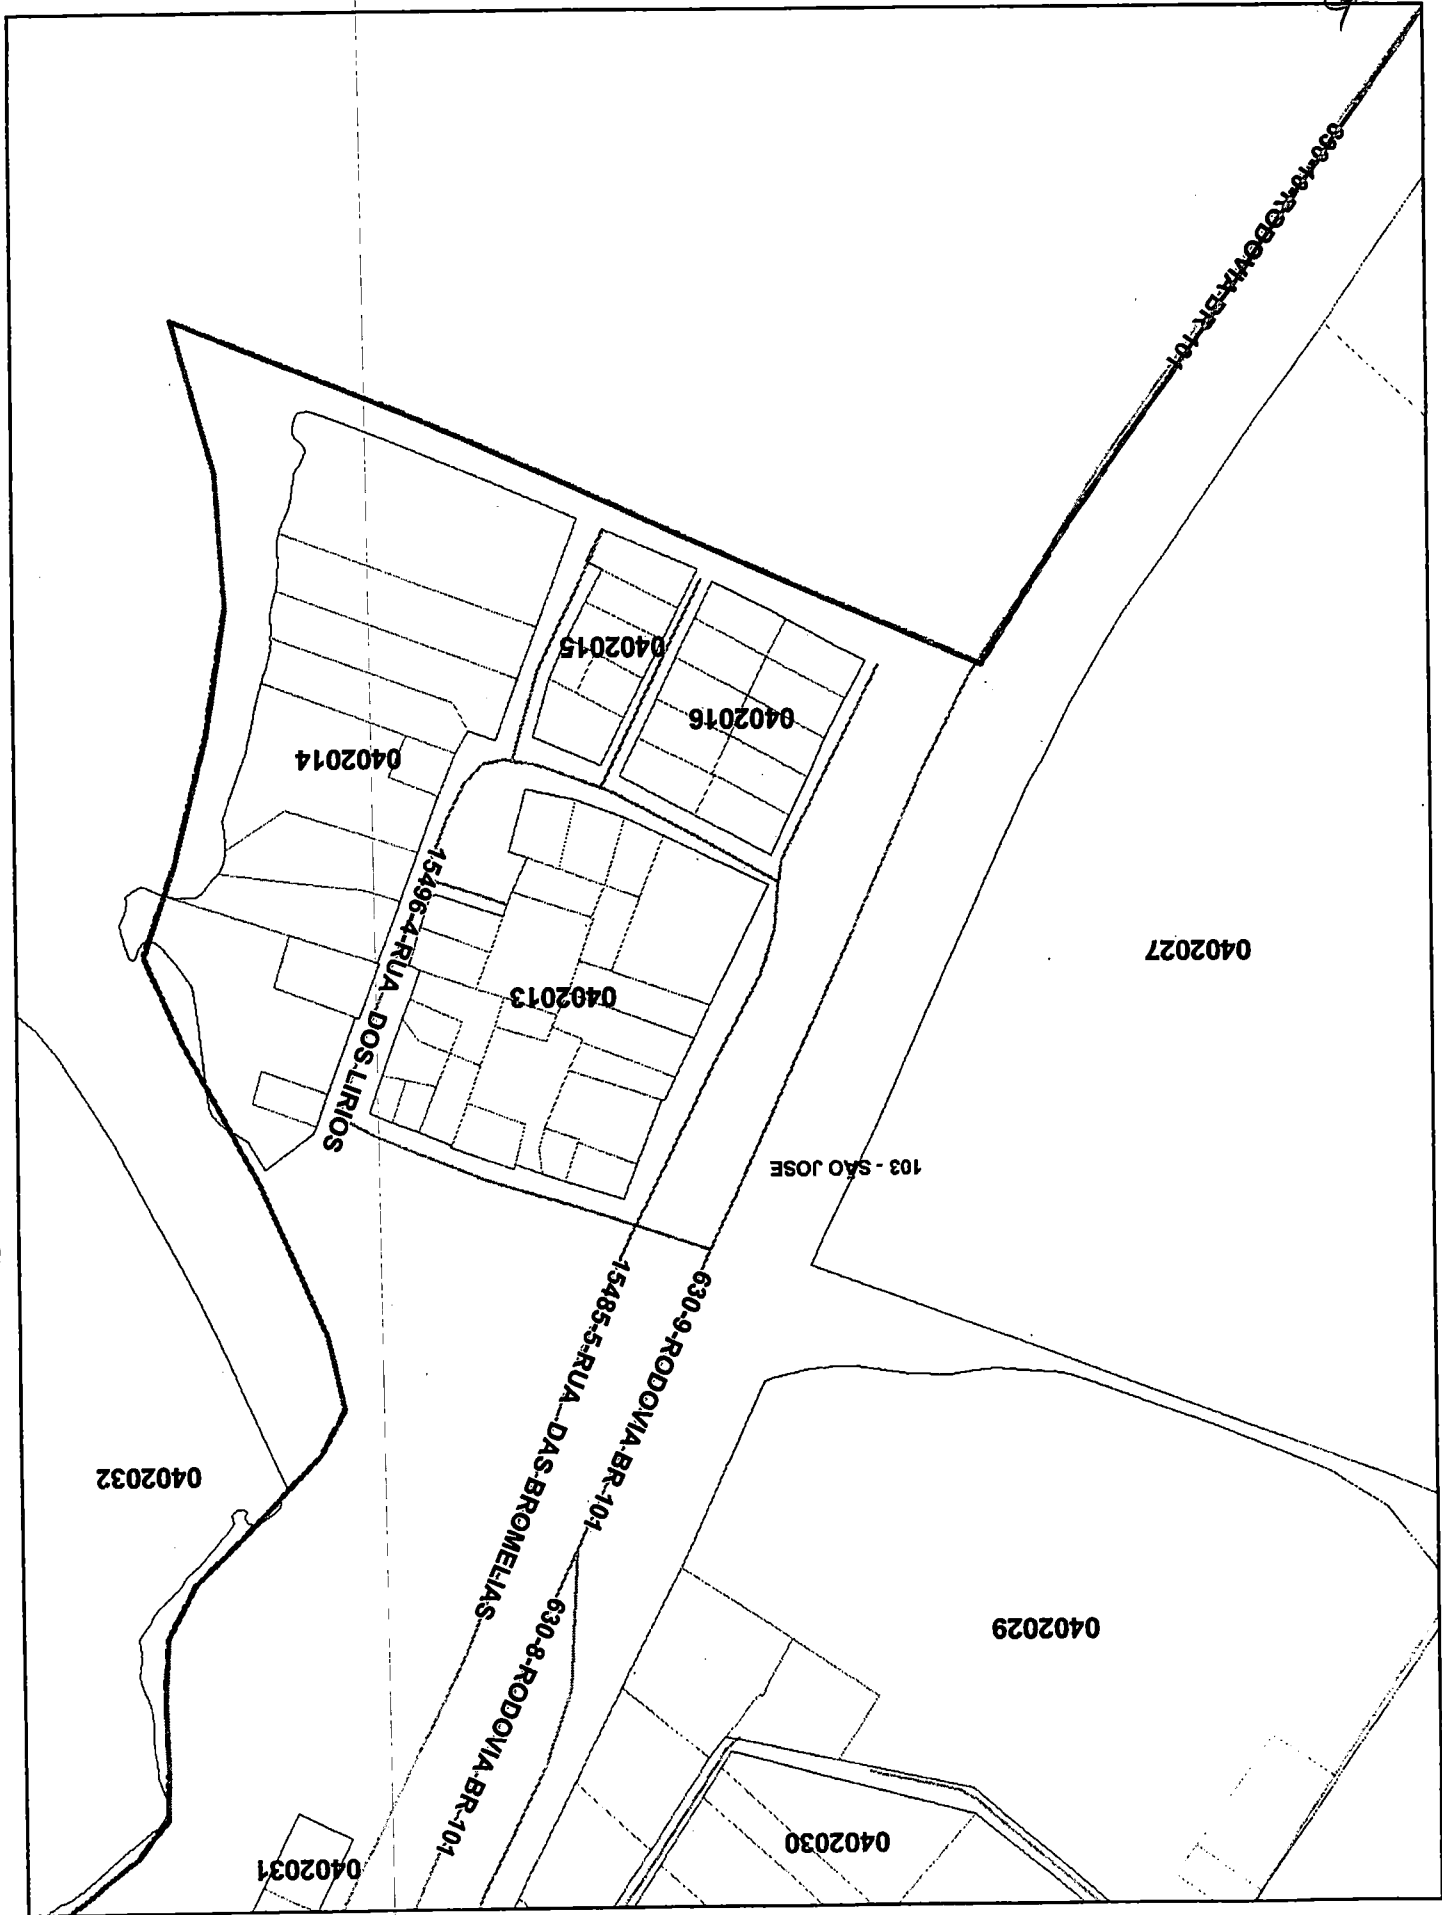 0402031
0402030
630-8-RODOVIA-BR-101
0402029
15485-5-RUA--DAS-BROMELIAS
0402032
630-9-RODOVIA-BR-101
103 - SÃO JOSE
15496-4-RUA--DOS-LIRIOS
0402013
0402027
0402014
0402016
0402015
630-10-RODOVIA-BR-101